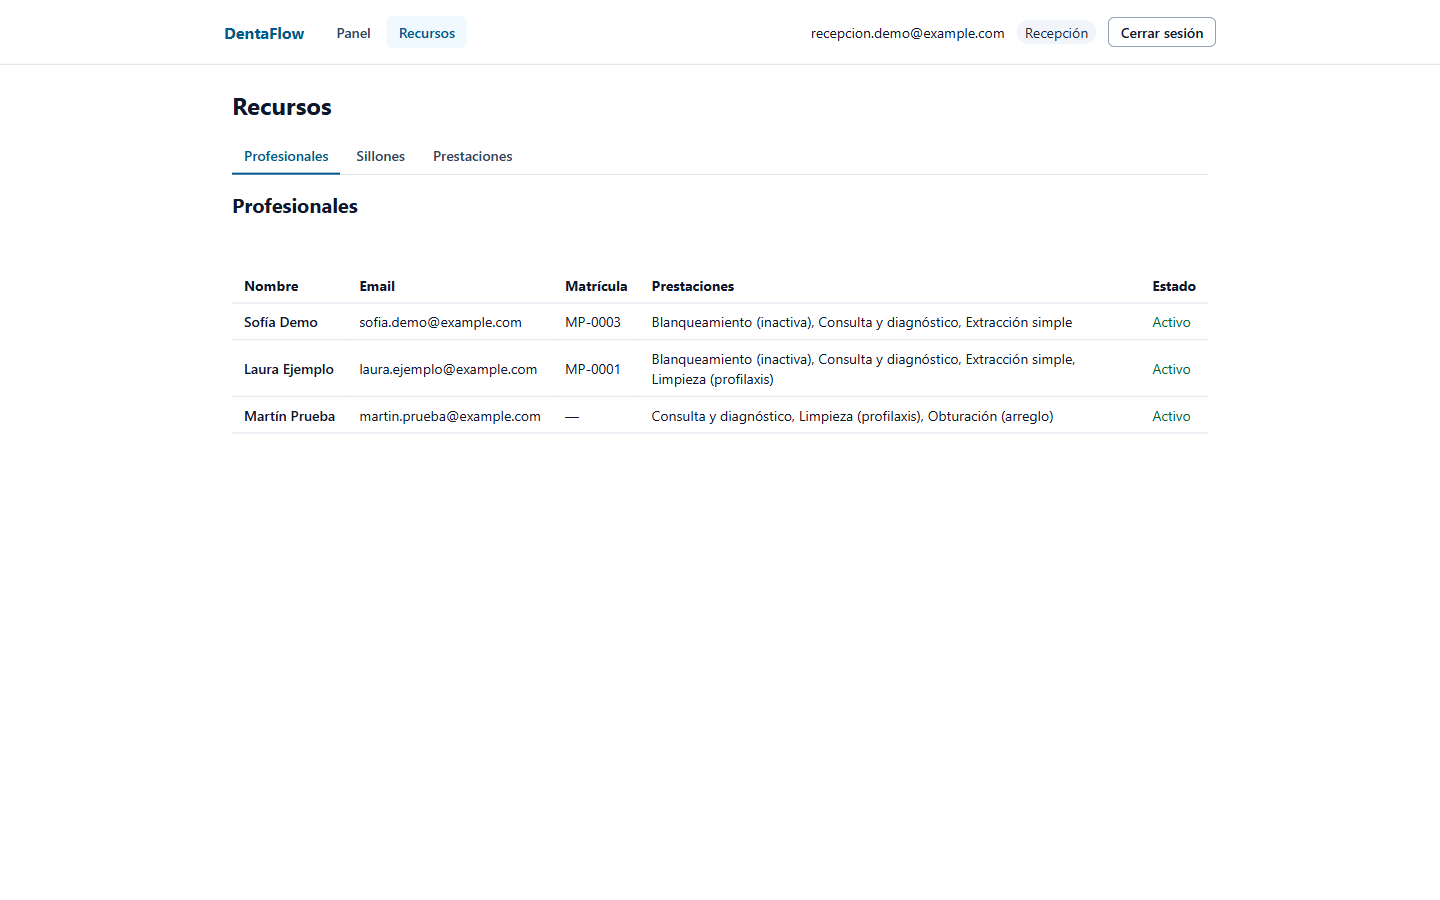 DentaFlow Panel Recursos recepcion.demo@example.com Recepción Cerrar sesión
Recursos
Profesionales Sillones Prestaciones
Profesionales
Nombre Email Matrícula Prestaciones Estado
Sofía Demo sofia.demo@example.com MP-0003 Blanqueamiento (inactiva), Consulta y diagnóstico, Extracción simple Activo
Laura Ejemplo laura.ejemplo@example.com MP-0001 Blanqueamiento (inactiva), Consulta y diagnóstico, Extracción simple, Activo
Limpieza (profilaxis)
Martín Prueba martin.prueba@example.com — Consulta y diagnóstico, Limpieza (profilaxis), Obturación (arreglo) Activo